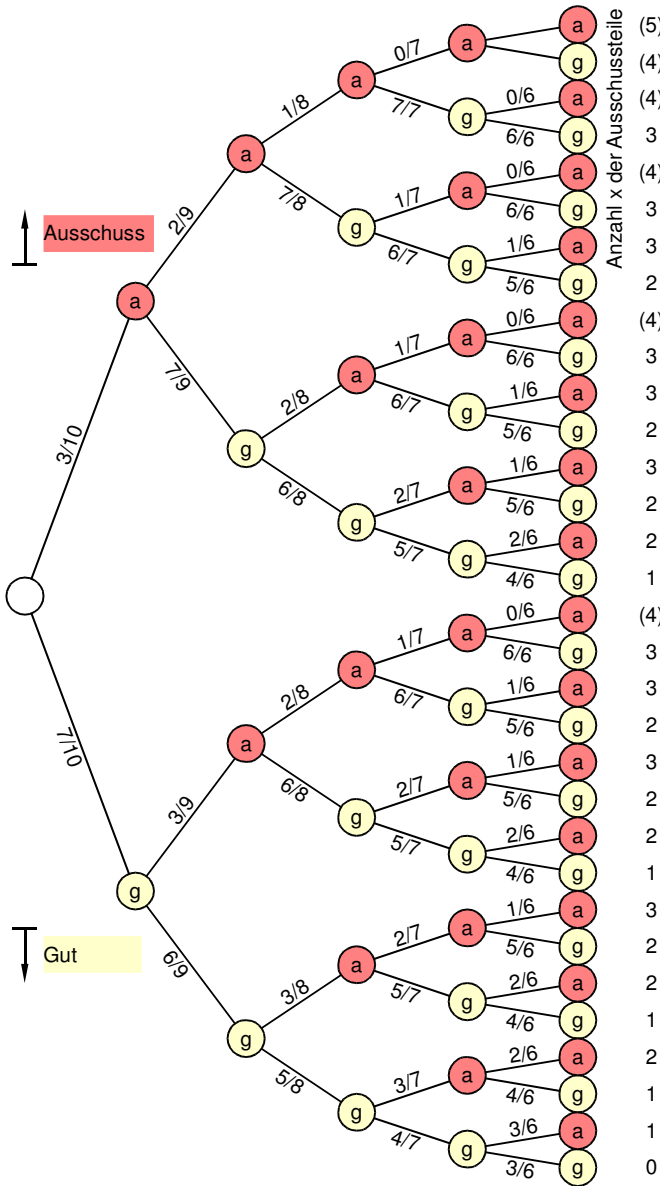 Anzahl x der Ausschussteile
a (5)
0/7 a
g (4)
1/8 a
7/7 0/6 a (4)
g
6/6 g 3
a
0/6 a (4)
7/8 1/7 a
6/6 g 3
2/9 g
Ausschuss
6/7 1/6 a 3
g
5/6 g 2
a
0/6 a (4)
1/7 a
6/6 g 3
7/9 2/8 a
6/7 1/6 a 3
g
5/6 g 2
3/10 g
1/6 a 3
6/8 2/7 a
5/6 g 2
g
5/7 2/6 a 2
g
4/6 g 1
0/6 a (4)
1/7 a
6/6 g 3
2/8 a
6/7 1/6 a 3
g
5/6 g 2
7/10 a
1/6 a 3
6/8 2/7 a
5/6 g 2
3/9 g
5/7 2/6 a 2
g
4/6 g 1
g
1/6 a 3
2/7 a
5/6 g 2
Gut
6/9 3/8 a
5/7 2/6 a 2
g
4/6 g 1
g
2/6 a 2
5/8 3/7 a
4/6 g 1
g
4/7 3/6 a 1
g
3/6 g 0